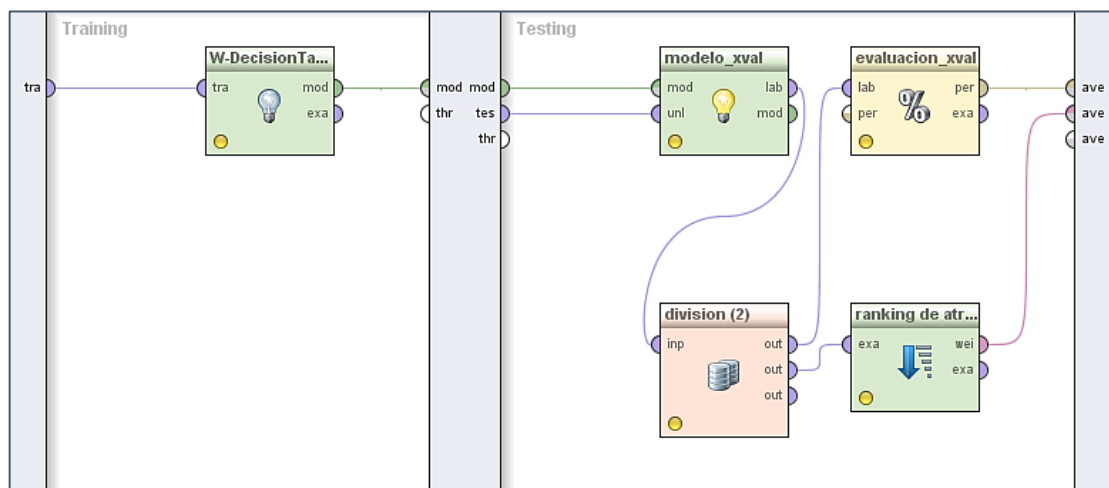 Training
Testing
W-DecisionTa...
modelo_xval
evaluacion_xval
tra
tra
mod
mod
mod
mod
lab
lab
per
ave
exa
thr
tes
unl
mod
per
exa
ave
thr
ave
division (2)
ranking de atr...
inp
out
exa
wei
out
exa
out